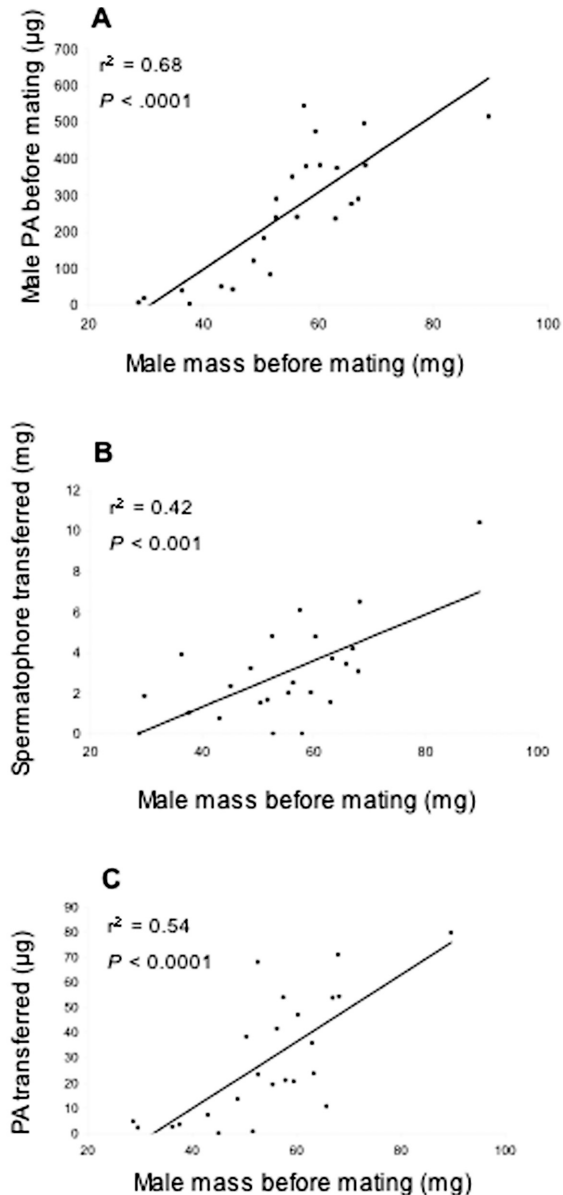 A
Male PA before mating (µg)
700
600
500
400
300
200
100
0
r² = 0.68
P < .0001
20 40 60 80 100
Male mass before mating (mg)
B
Spermatophore transferred (mg)
12
10
8
6
4
2
0
r² = 0.42
P < 0.001
20 40 60 80 100
Male mass before mating (mg)
C
PA transferred (µg)
90
80
70
60
50
40
30
20
10
0
r² = 0.54
P < 0.0001
20 40 60 80 100
Male mass before mating (mg)